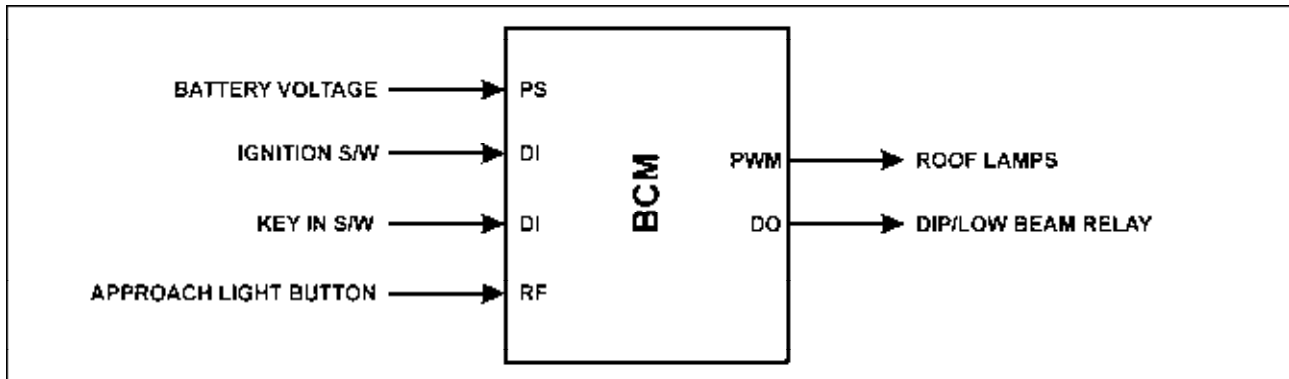 BATTERY VOLTAGE PS
IGNITION S/W DI
KEY IN S/W DI
APPROACH LIGHT BUTTON RF
BCM
PWM ROOF LAMPS
DO DIP/LOW BEAM RELAY